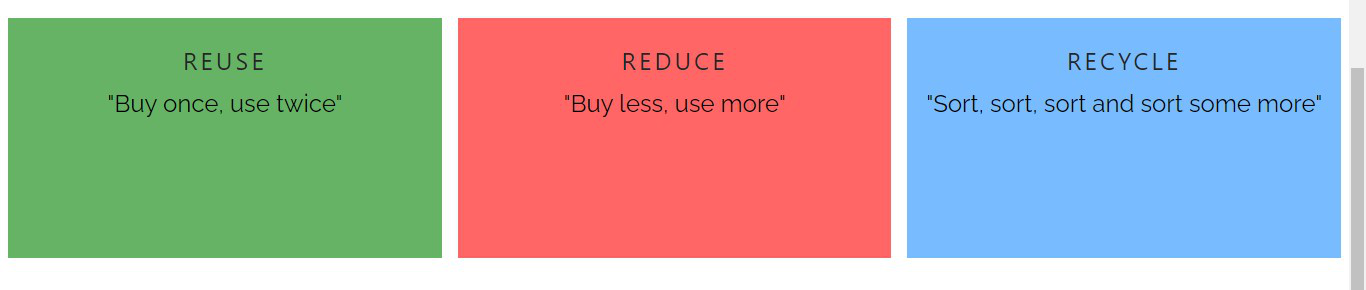 REUSE
"Buy once, use twice"
REDUCE
"Buy less, use more"
RECYCLE
"Sort, sort, sort and sort some more"